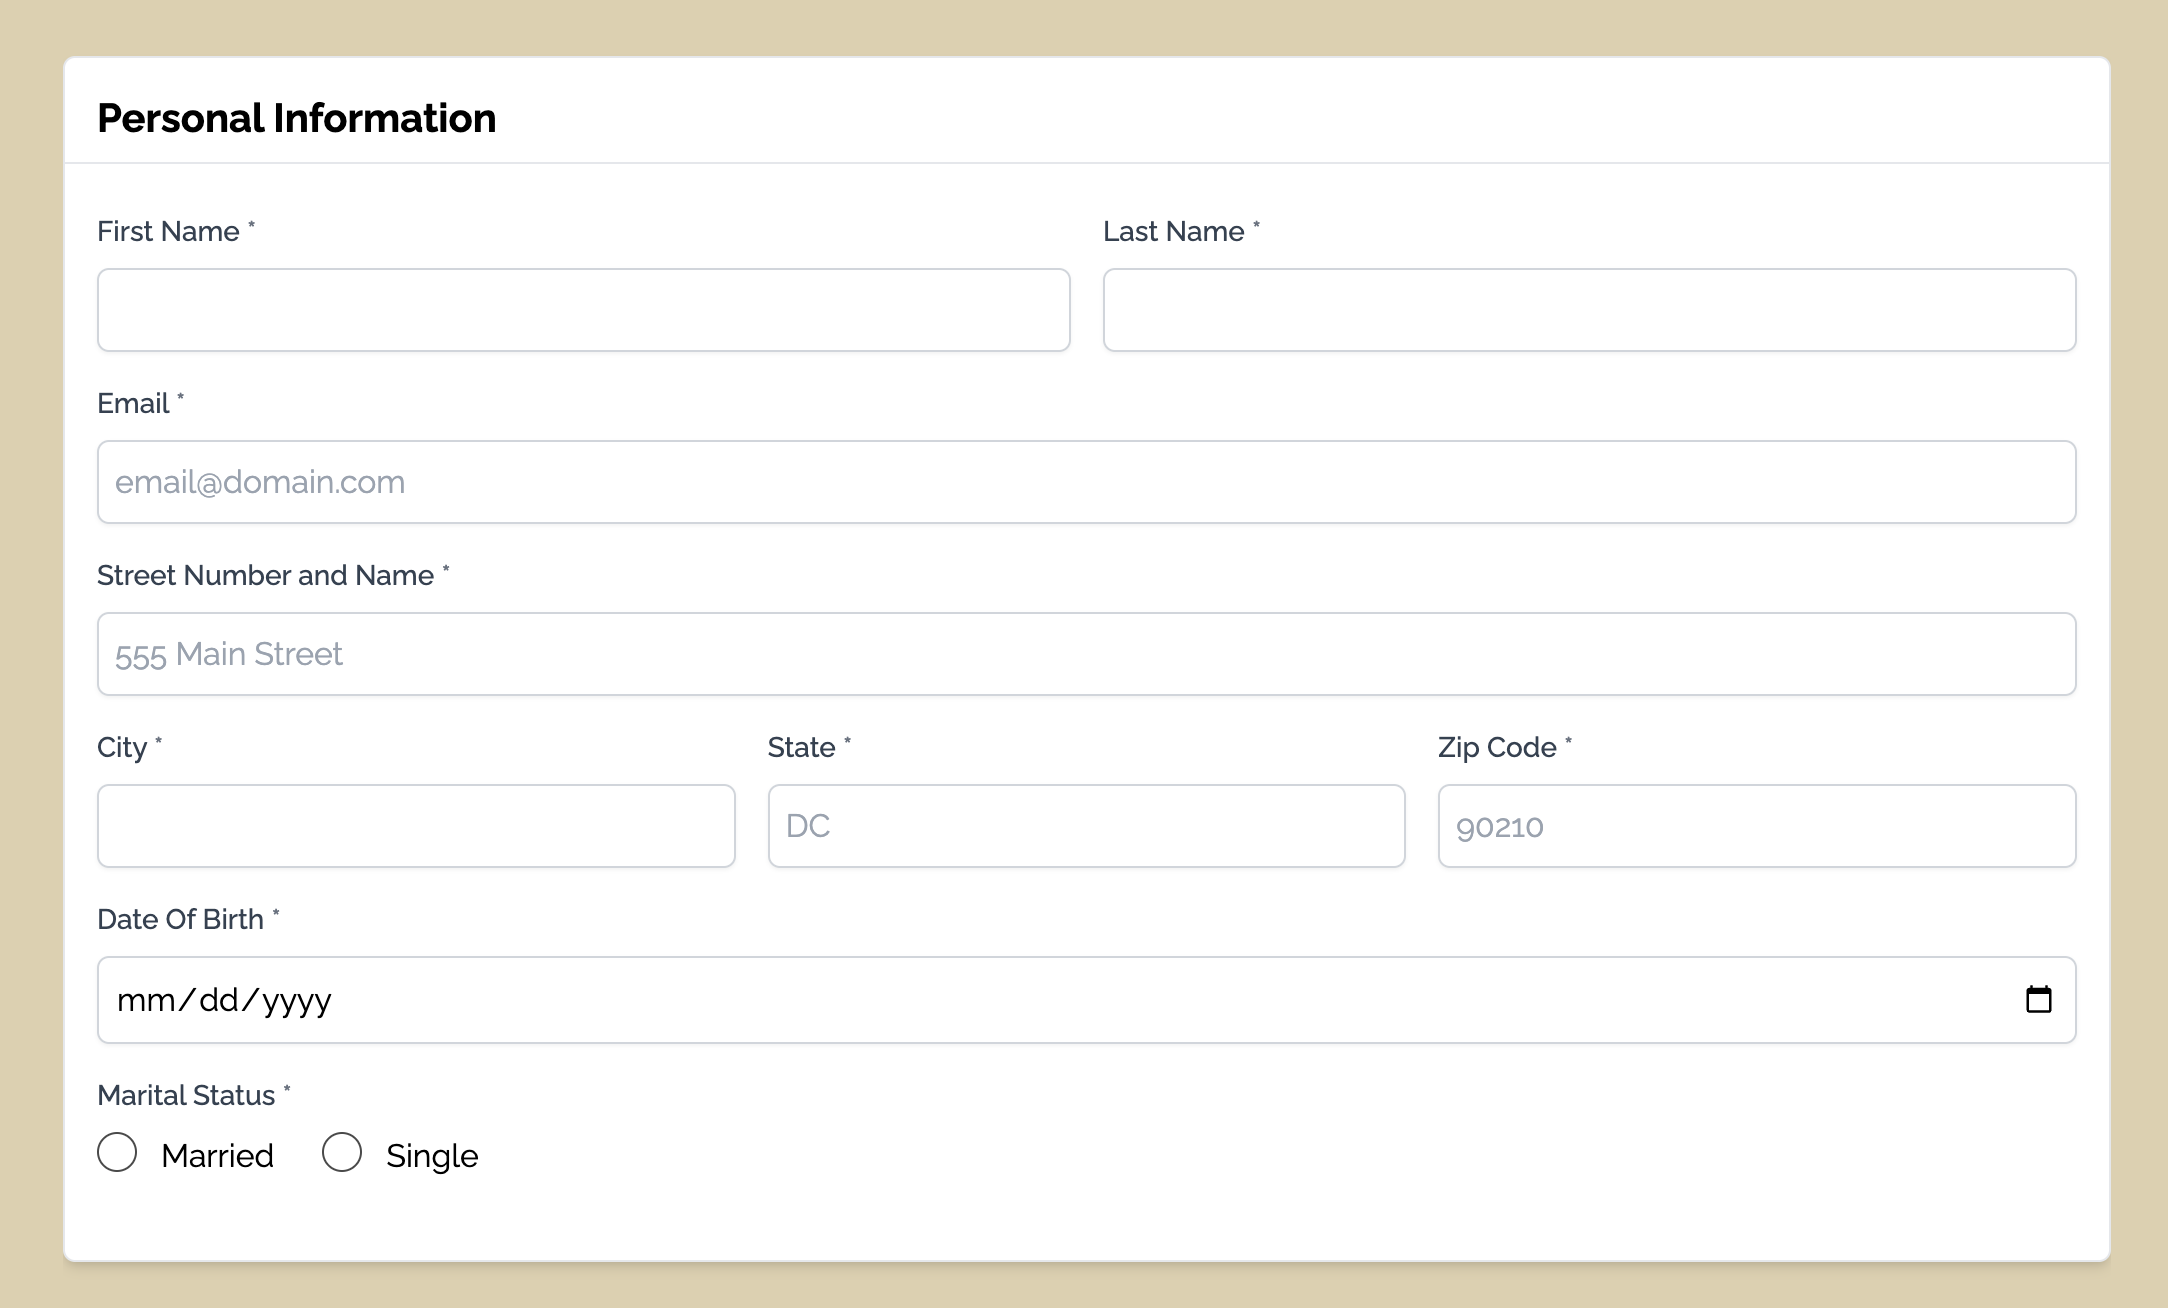 Personal Information
First Name * Last Name *
Email *
email@domain.com
Street Number and Name *
555 Main Street
City * State * Zip Code *
DC 90210
Date Of Birth *
mm/dd/yyyy
Marital Status *
Married Single